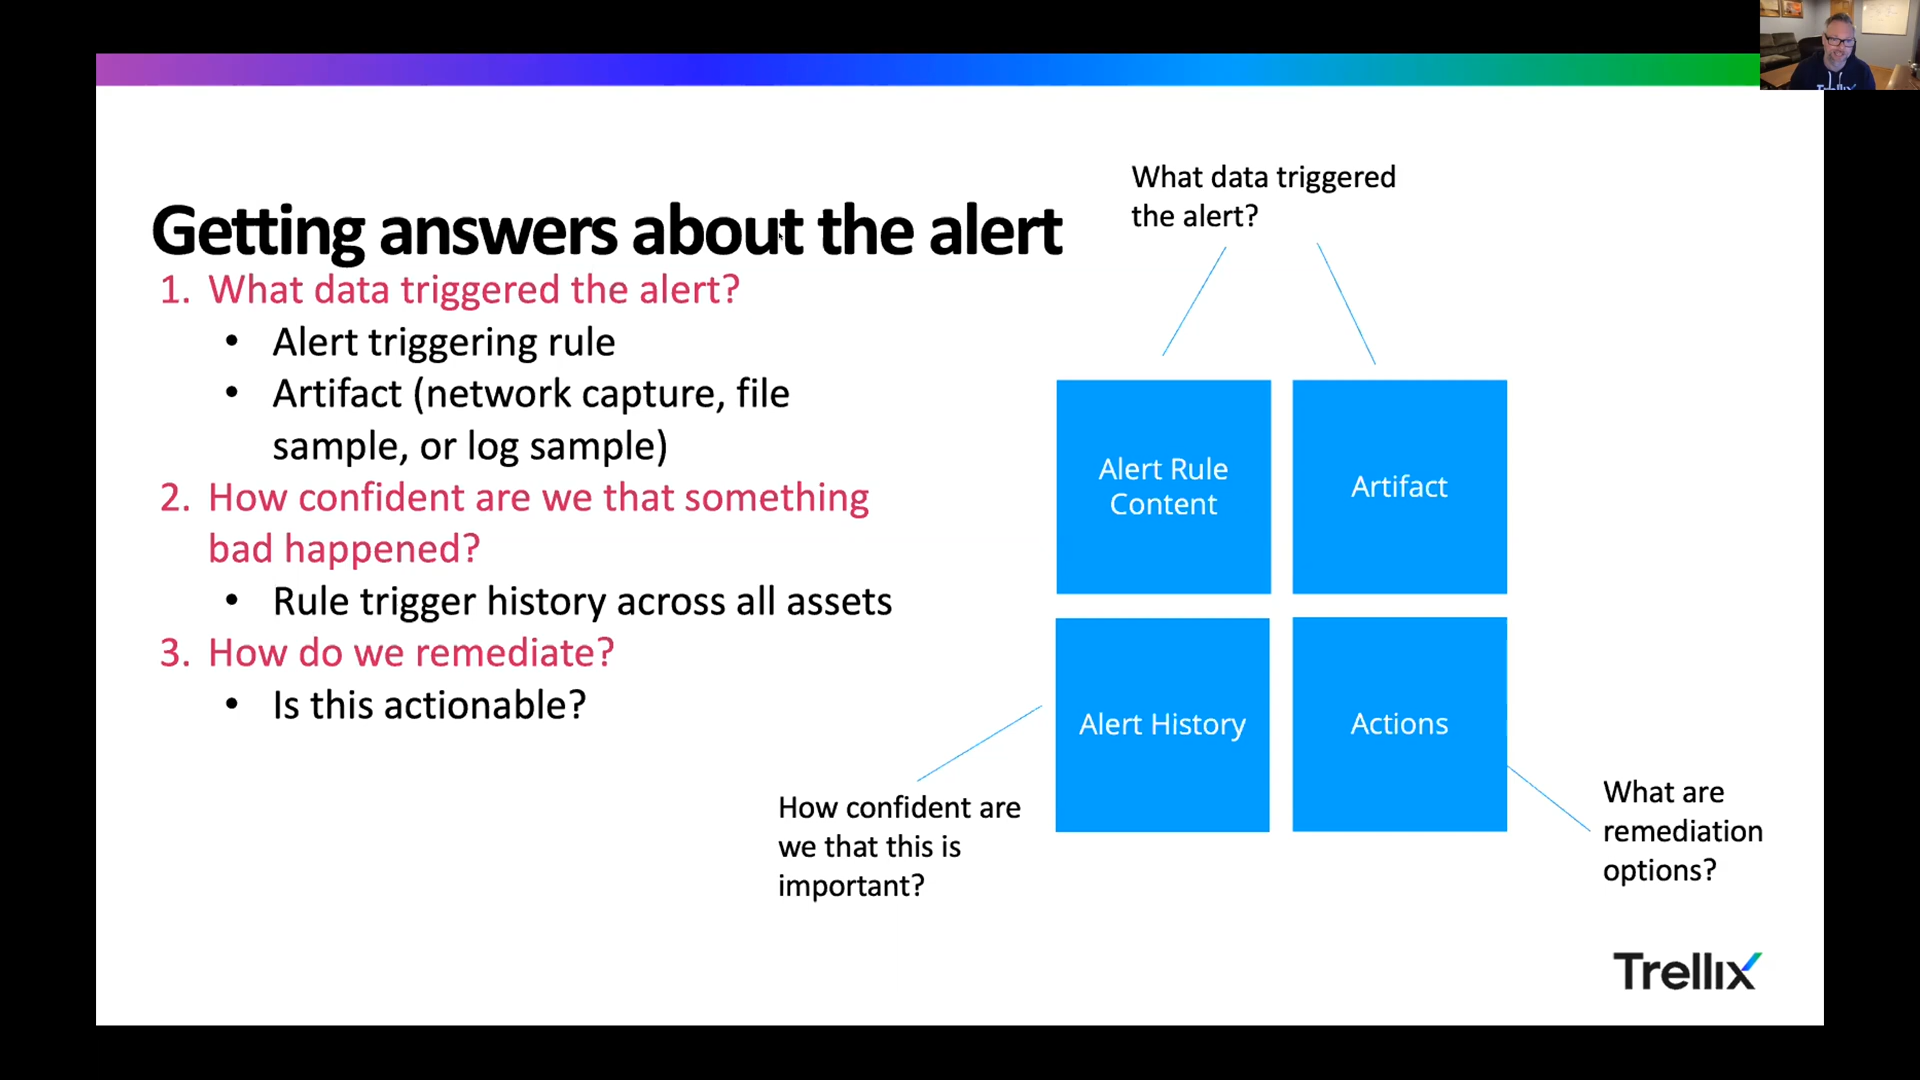 Getting answers about the alert
1. What data triggered the alert?
• Alert triggering rule
• Artifact (network capture, file
sample, or log sample)
2. How confident are we that something
bad happened?
• Rule trigger history across all assets
3. How do we remediate?
• Is this actionable?
What data triggered
the alert?
Alert Rule
Content
Artifact
Alert History
Actions
How confident are
we that this is
important?
What are
remediation
options?
Trellix
Trellix